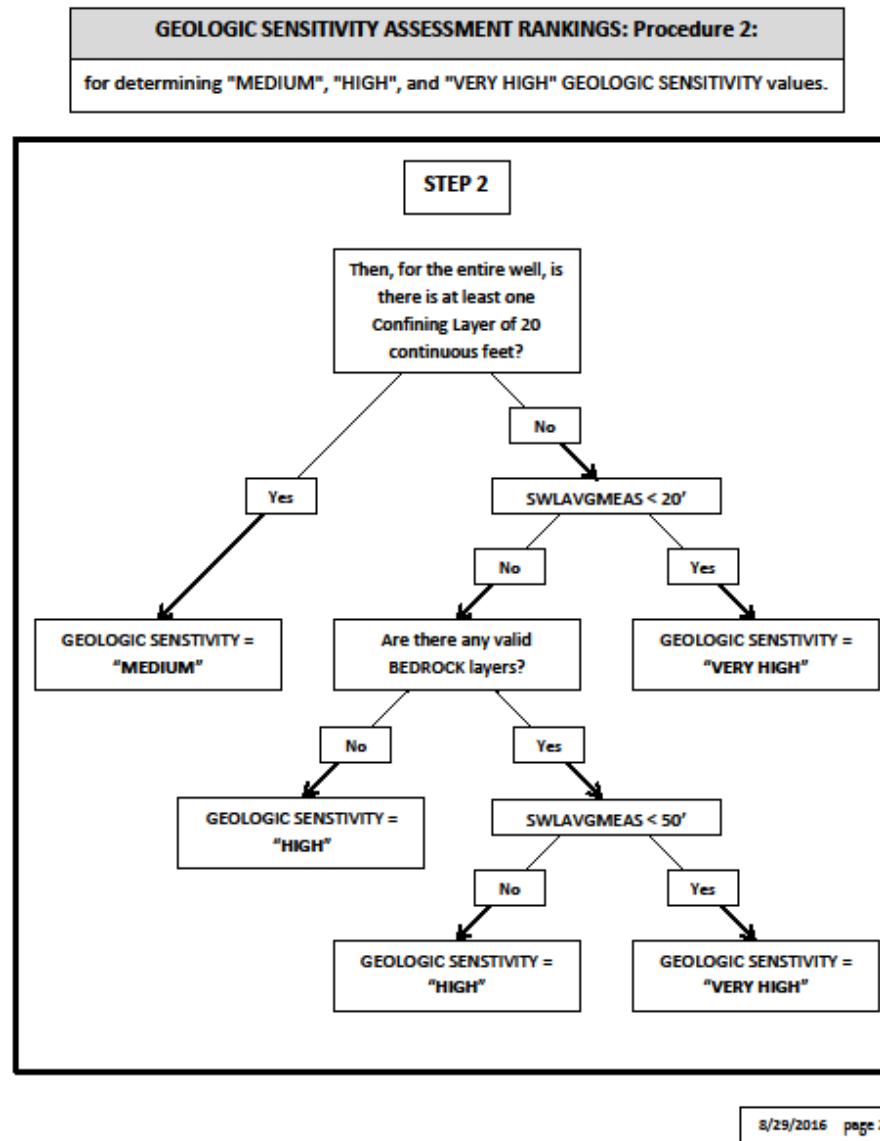 GEOLOGIC SENSITIVITY ASSESSMENT RANKINGS: Procedure 2:
for determining "MEDIUM", "HIGH", and "VERY HIGH" GEOLOGIC SENSITIVITY values.
STEP 2
Then, for the entire well, is
there is at least one
Confining Layer of 20
continuous feet?
No
Yes
SWLAVGMEAS < 20’
No
Yes
GEOLOGIC SENSTIVITY =
“MEDIUM”
Are there any valid
BEDROCK layers?
GEOLOGIC SENSTIVITY =
“VERY HIGH”
No
Yes
GEOLOGIC SENSTIVITY =
“HIGH”
SWLAVGMEAS < 50’
No
Yes
GEOLOGIC SENSTIVITY =
“HIGH”
GEOLOGIC SENSTIVITY =
“VERY HIGH”
8/29/2016 page